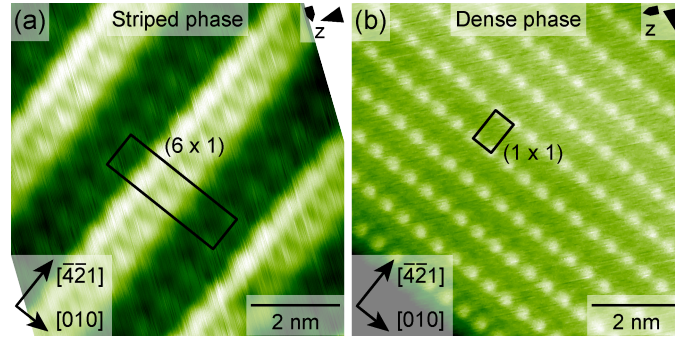 (a) Striped phase
z
(6 x 1)
[4̅2̅1]
[010]
2 nm
(b) Dense phase
z
(1 x 1)
[4̅2̅1]
[010]
2 nm